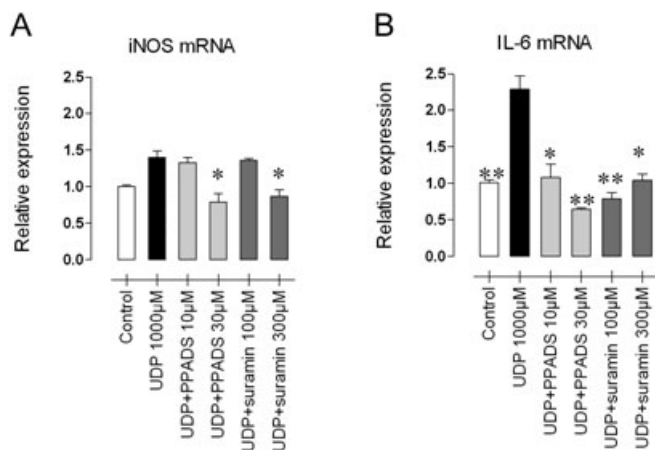 A
iNOS mRNA
Relative expression
2.5
2.0
1.5
1.0
0.5
0.0
*
*
Control
UDP 1000µM
UDP+PPADS 10µM
UDP+PPADS 30µM
UDP+suramin 100µM
UDP+suramin 300µM
B
IL-6 mRNA
Relative expression
2.5
2.0
1.5
1.0
0.5
0.0
**
*
**
**
*
Control
UDP 1000µM
UDP+PPADS 10µM
UDP+PPADS 30µM
UDP+suramin 100µM
UDP+suramin 300µM